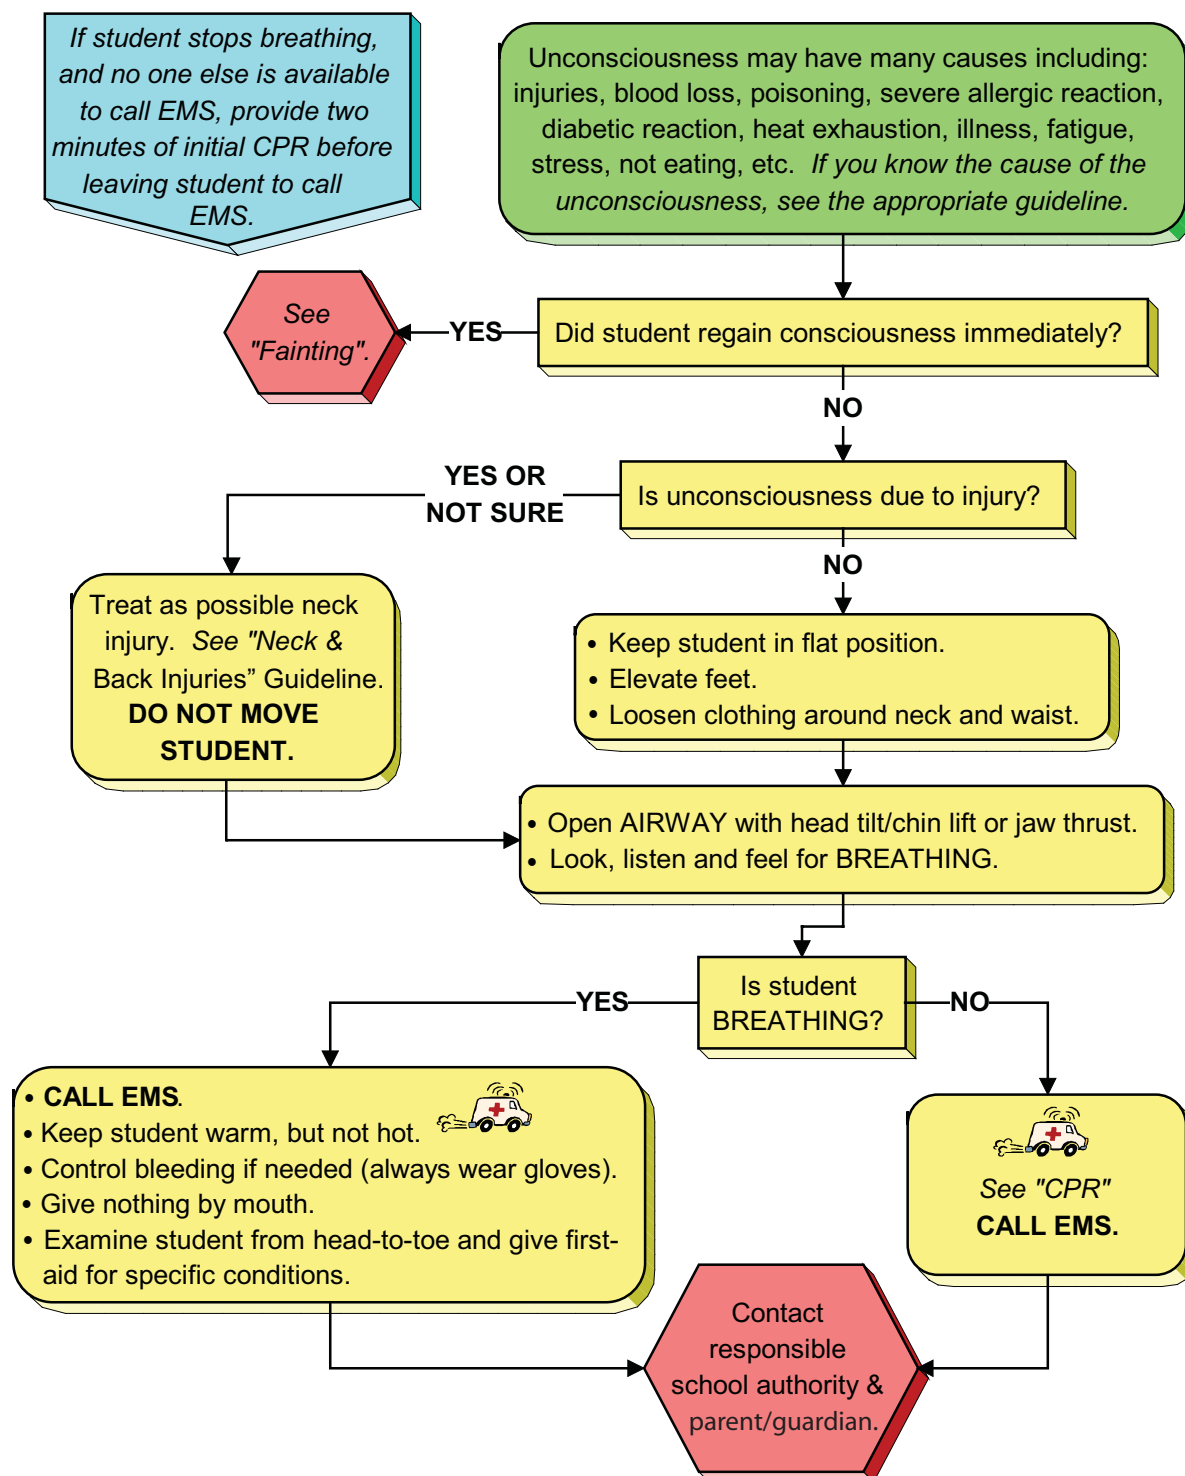 If student stops breathing,
and no one else is available
to call EMS, provide two
minutes of initial CPR before
leaving student to call
EMS.
Unconsciousness may have many causes including:
injuries, blood loss, poisoning, severe allergic reaction,
diabetic reaction, heat exhaustion, illness, fatigue,
stress, not eating, etc. If you know the cause of the
unconsciousness, see the appropriate guideline.
See
"Fainting".
YES
Did student regain consciousness immediately?
NO
YES OR
NOT SURE
Is unconsciousness due to injury?
NO
Treat as possible neck
injury. See "Neck &
Back Injuries” Guideline.
DO NOT MOVE
STUDENT.
• Keep student in flat position.
• Elevate feet.
• Loosen clothing around neck and waist.
• Open AIRWAY with head tilt/chin lift or jaw thrust.
• Look, listen and feel for BREATHING.
Is student
BREATHING?
YES
NO
• CALL EMS.
• Keep student warm, but not hot.
• Control bleeding if needed (always wear gloves).
• Give nothing by mouth.
• Examine student from head-to-toe and give first-
aid for specific conditions.
See "CPR"
CALL EMS.
Contact
responsible
school authority &
parent/guardian.